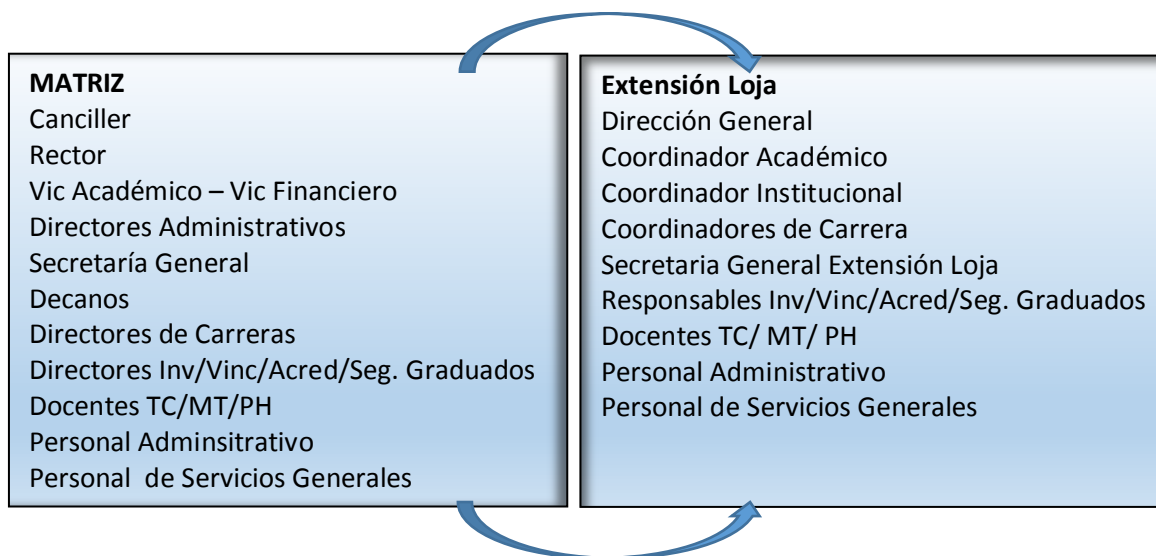 MATRIZ
Canciller
Rector
Vic Académico – Vic Financiero
Directores Administrativos
Secretaría General
Decanos
Directores de Carreras
Directores Inv/Vinc/Acred/Seg. Graduados
Docentes TC/MT/PH
Personal Adminsitrativo
Personal  de Servicios Generales
Extensión Loja
Dirección General
Coordinador Académico
Coordinador Institucional
Coordinadores de Carrera
Secretaria General Extensión Loja
Responsables Inv/Vinc/Acred/Seg. Graduados
Docentes TC/ MT/ PH
Personal Administrativo
Personal de Servicios Generales